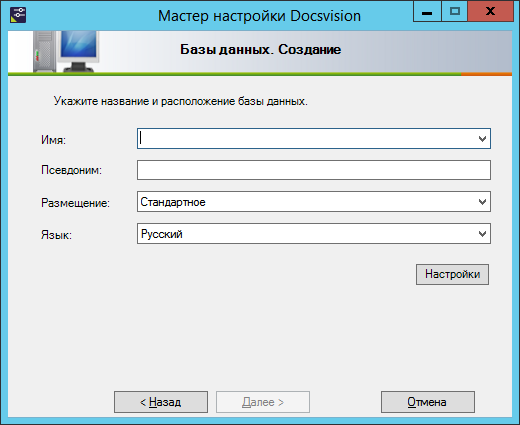 Мастер настройки Docsvision
Базы данных. Создание
Укажите название и расположение базы данных.
Имя:
Псевдоним:
Размещение: Стандартное
Язык: Русский
Настройки
< Назад Далее > Отмена